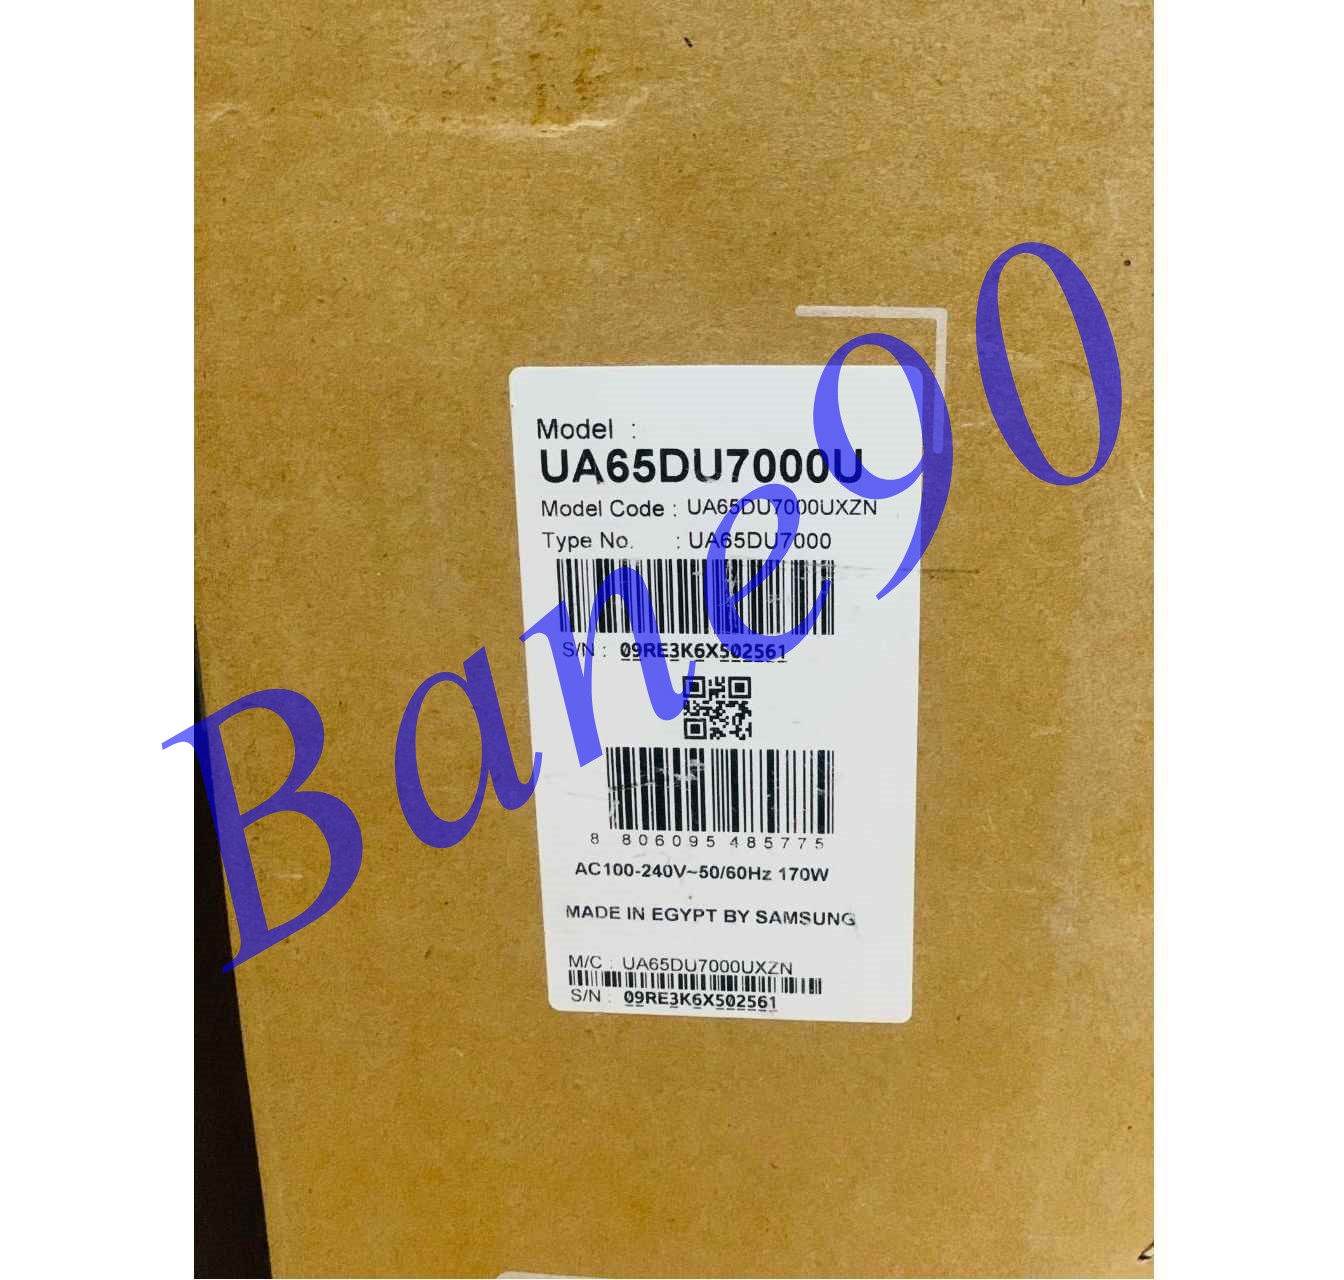 Model :
UA65DU7000U
Model Code : UA65DU7000UXZN
Type No. : UA65DU7000
S/N : 09RE3K6X502561
8 806095 485775
AC100-240V~50/60Hz 170W
MADE IN EGYPT BY SAMSUNG
M/C : UA65DU7000UXZN
S/N : 09RE3K6X502561
Bane90